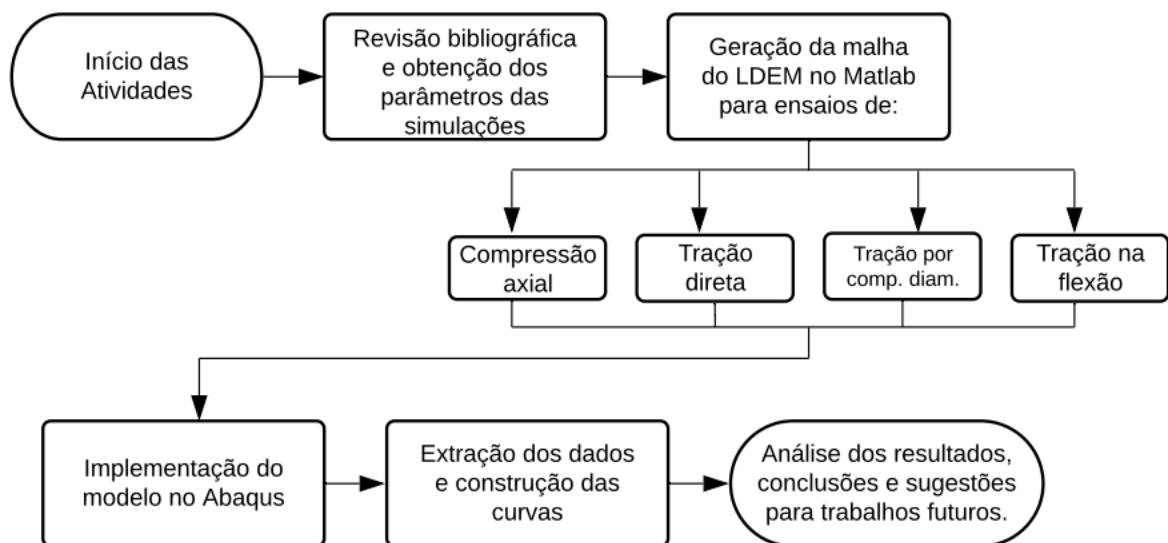 Início das
Atividades
Revisão bibliográfica
e obtenção dos
parâmetros das
simulações
Geração da malha
do LDEM no Matlab
para ensaios de:
Compressão
axial
Tração
direta
Tração por
comp. diam.
Tração na
flexão
Implementação do
modelo no Abaqus
Extração dos dados
e construção das
curvas
Análise dos resultados,
conclusões e sugestões
para trabalhos futuros.